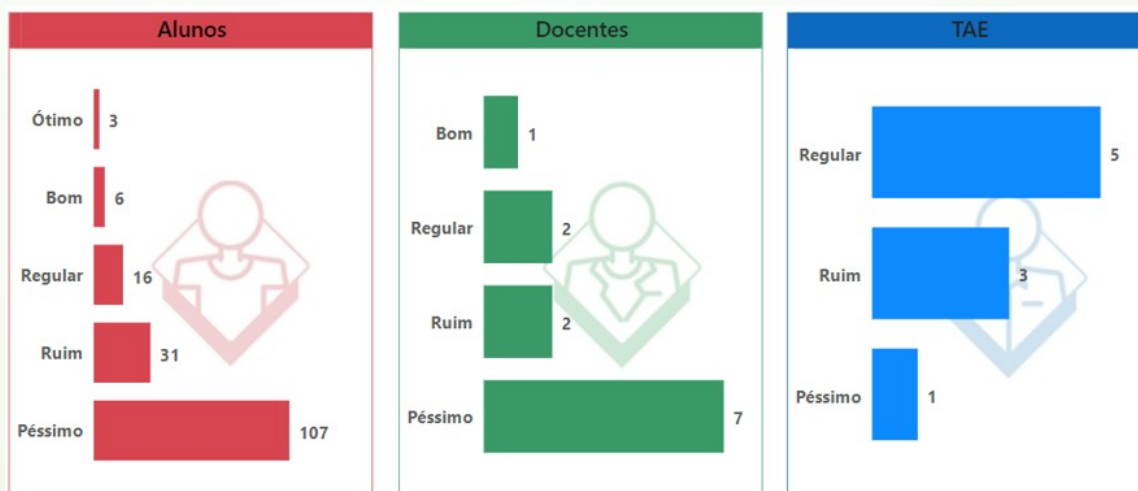 Alunos
Ótimo 3
Bom 6
Regular 16
Ruim 31
Péssimo 107
Docentes
Bom 1
Regular 2
Ruim 2
Péssimo 7
TAE
Regular 5
Ruim 3
Péssimo 1